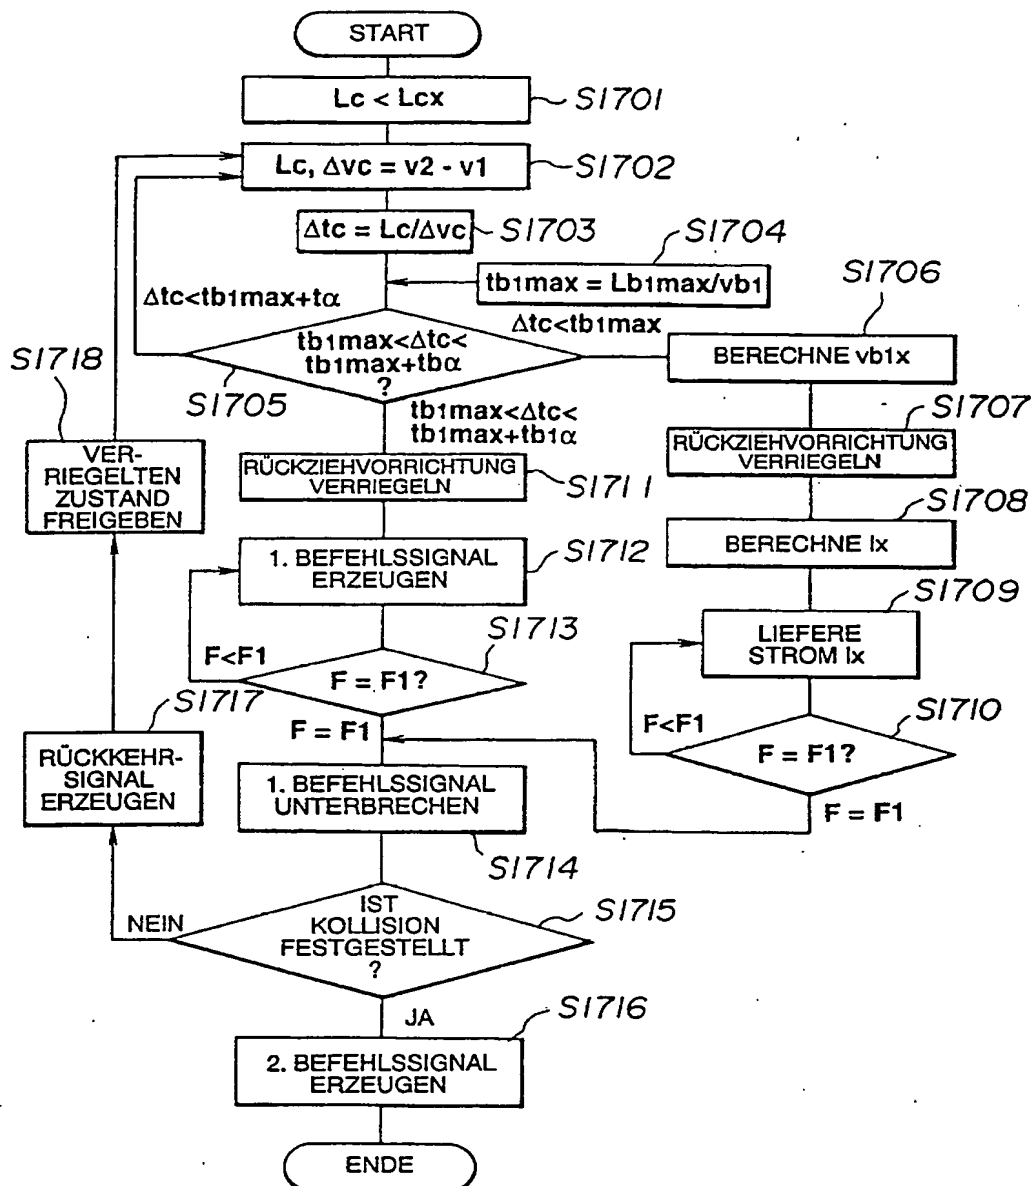 START
Lc < Lcx
S1701
Lc, Δvc = v2 - v1
S1702
Δtc = Lc/Δvc
S1703
S1704
tb1max = Lb1max/vb1
Δtc<tb1max+tα
tb1max<Δtc<
tb1max+tbα
?
S1705
Δtc<tb1max
S1706
BERECHNE vb1x
S1707
RÜCKZIEHVORRICHTUNG
VERRIEGELN
S1708
BERECHNE Ix
S1709
LIEFERE
STROM Ix
F<F1
S1710
F = F1?
F = F1
tb1max<Δtc<
tb1max+tb1α
RÜCKZIEHVORRICHTUNG
VERRIEGELN
S1711
1. BEFEHLSSIGNAL
ERZEUGEN
S1712
F<F1
F = F1?
S1713
F = F1
1. BEFEHLSSIGNAL
UNTERBRECHEN
S1714
IST
KOLLISION
FESTGESTELLT
?
S1715
NEIN
JA
S1716
2. BEFEHLSSIGNAL
ERZEUGEN
ENDE
S1717
RÜCKKEHR-
SIGNAL
ERZEUGEN
S1718
VER-
RIEGELTEN
ZUSTAND
FREIGEBEN